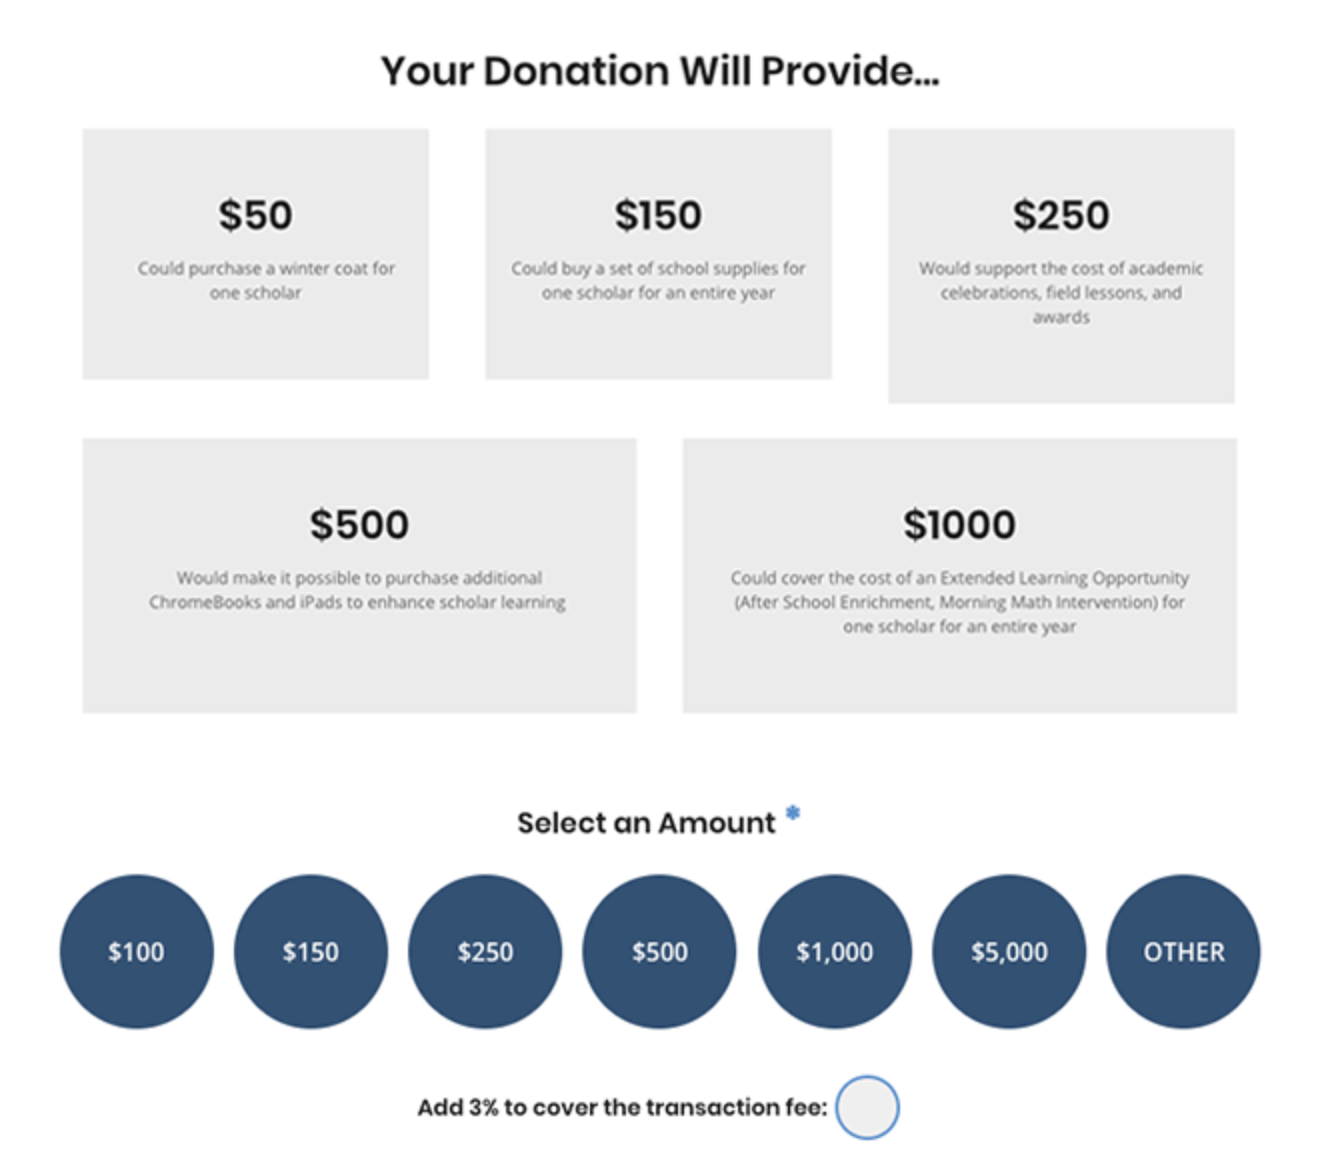 Your Donation Will Provide...
$50
Could purchase a winter coat for
one scholar
$150
Could buy a set of school supplies for
one scholar for an entire year
$250
Would support the cost of academic
celebrations, field lessons, and
awards
$500
Would make it possible to purchase additional
ChromeBooks and iPads to enhance scholar learning
$1000
Could cover the cost of an Extended Learning Opportunity
(After School Enrichment, Morning Math Intervention) for
one scholar for an entire year
Select an Amount *
$100
$150
$250
$500
$1,000
$5,000
OTHER
Add 3% to cover the transaction fee: